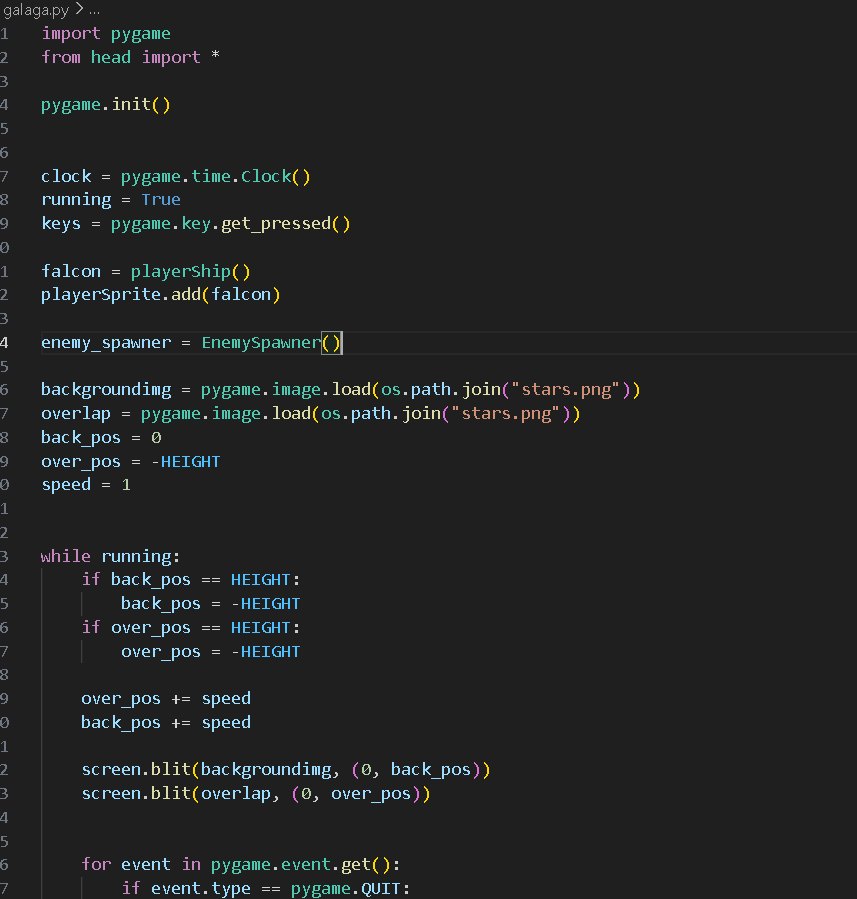 galaga.py > ...
1 import pygame
2 from head import *
3
4 pygame.init()
5
6
7 clock = pygame.time.Clock()
8 running = True
9 keys = pygame.key.get_pressed()
0
1 falcon = playerShip()
2 playerSprite.add(falcon)
3
4 enemy_spawner = EnemySpawner()
5
6 backgroundimg = pygame.image.load(os.path.join("stars.png"))
7 overlap = pygame.image.load(os.path.join("stars.png"))
8 back_pos = 0
9 over_pos = -HEIGHT
0 speed = 1
1
2
3 while running:
4     if back_pos == HEIGHT:
5         back_pos = -HEIGHT
6     if over_pos == HEIGHT:
7         over_pos = -HEIGHT
8
9     over_pos += speed
0     back_pos += speed
1
2     screen.blit(backgroundimg, (0, back_pos))
3     screen.blit(overlap, (0, over_pos))
4
5
6     for event in pygame.event.get():
7         if event.type == pygame.QUIT: